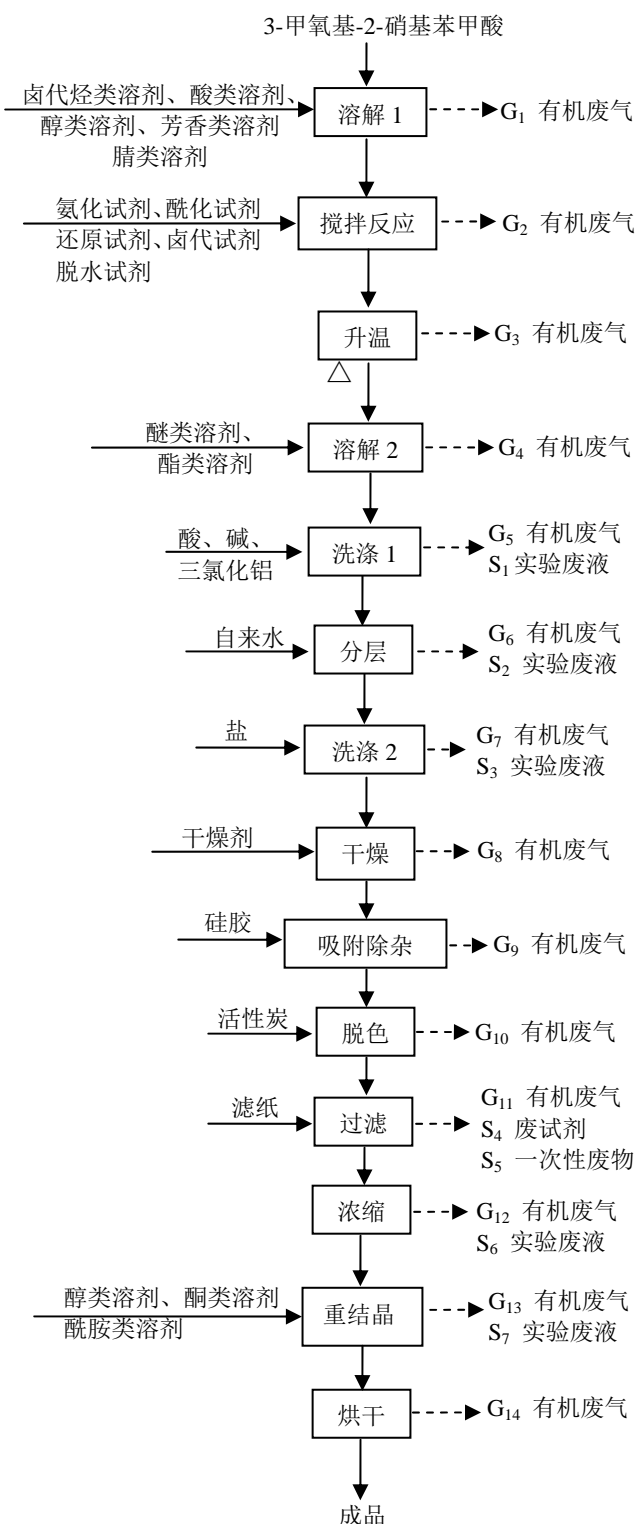 3-甲氧基-2-硝基苯甲酸
卤代烃类溶剂、酸类溶剂、
醇类溶剂、芳香类溶剂
腈类溶剂
溶解 1
G₁ 有机废气
氨化试剂、酰化试剂
还原试剂、卤代试剂
脱水试剂
搅拌反应
G₂ 有机废气
升温
△
G₃ 有机废气
醚类溶剂、
酯类溶剂
溶解 2
G₄ 有机废气
酸、碱、
三氯化铝
洗涤 1
G₅ 有机废气
S₁实验废液
自来水
分层
G₆ 有机废气
S₂ 实验废液
盐
洗涤 2
G₇ 有机废气
S₃ 实验废液
干燥剂
干燥
G₈ 有机废气
硅胶
吸附除杂
G₉ 有机废气
活性炭
脱色
G₁₀ 有机废气
滤纸
过滤
G₁₁ 有机废气
S₄ 废试剂
S₅ 一次性废物
浓缩
G₁₂ 有机废气
S₆ 实验废液
醇类溶剂、酮类溶剂
酰胺类溶剂
重结晶
G₁₃ 有机废气
S₇ 实验废液
烘干
G₁₄ 有机废气
成品